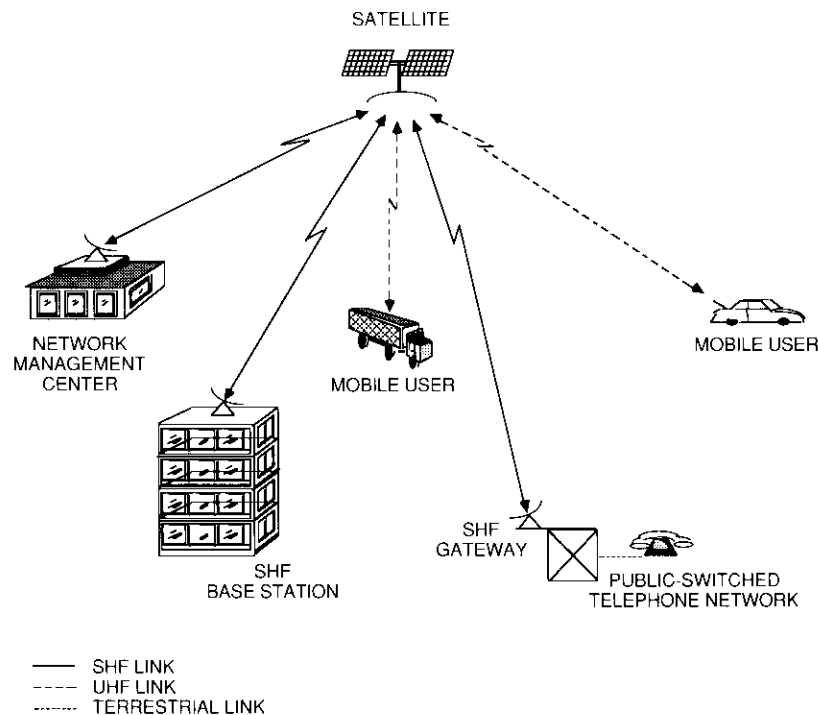 SATELLITE
NETWORK
MANAGEMENT
CENTER
MOBILE USER
MOBILE USER
SHF
BASE STATION
SHF
GATEWAY
PUBLIC-SWITCHED
TELEPHONE NETWORK
SHF LINK
UHF LINK
TERRESTRIAL LINK